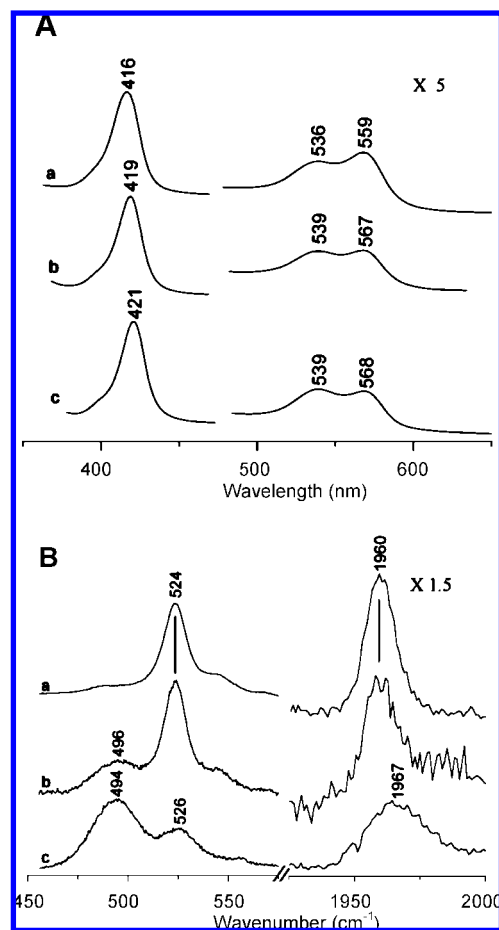 A
416
X 5
536
559
a
419
539
567
b
421
539
568
c
400
500
600
Wavelength (nm)
B
524
1960
X 1.5
a
496
b
494
526
1967
c
450
500
550
1950
2000
Wavenumber (cm⁻¹)